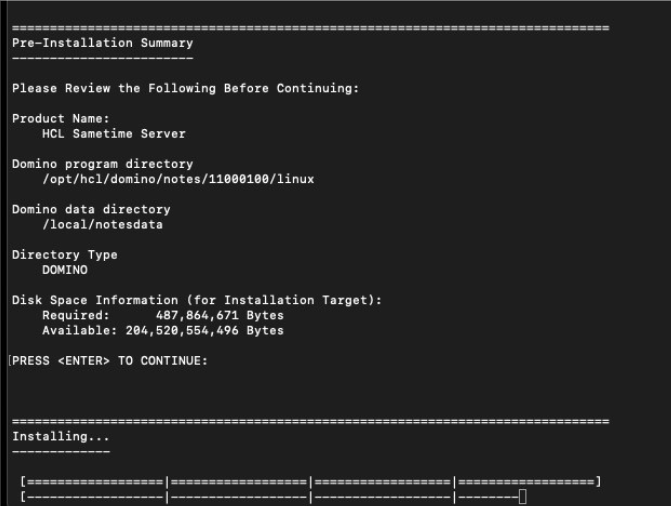 ===============================================================================
Pre-Installation Summary
------------------------
Please Review the Following Before Continuing:
Product Name:
    HCL Sametime Server
Domino program directory
    /opt/hcl/domino/notes/11000100/linux
Domino data directory
    /local/notesdata
Directory Type
    DOMINO
Disk Space Information (for Installation Target):
    Required:      487,864,671 Bytes
    Available: 204,520,554,496 Bytes
[PRESS <ENTER> TO CONTINUE:
===============================================================================
Installing...
-------------
 [==================|==================|==================|==================]
 [------------------|------------------|------------------|--------